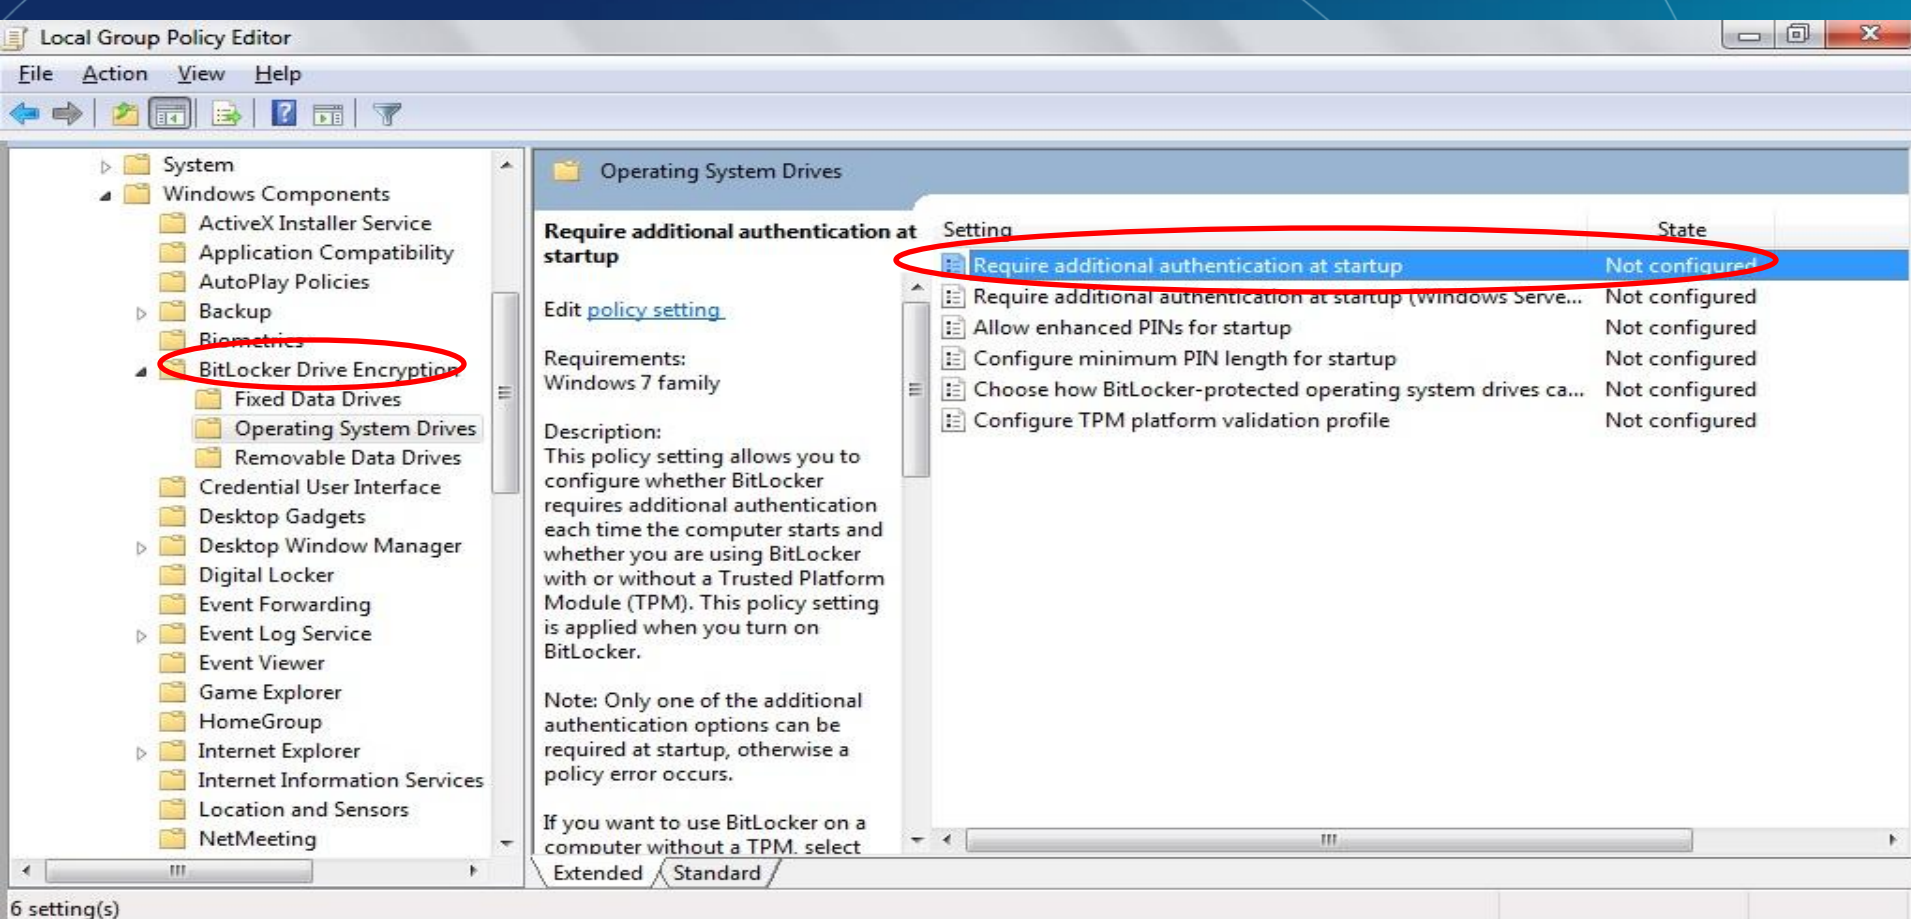 Local Group Policy Editor
File Action View Help
System
Windows Components
ActiveX Installer Service
Application Compatibility
AutoPlay Policies
Backup
Biometrics
BitLocker Drive Encryption
Fixed Data Drives
Operating System Drives
Removable Data Drives
Credential User Interface
Desktop Gadgets
Desktop Window Manager
Digital Locker
Event Forwarding
Event Log Service
Event Viewer
Game Explorer
HomeGroup
Internet Explorer
Internet Information Services
Location and Sensors
NetMeeting
Operating System Drives
Require additional authentication at
startup
Edit policy setting
Requirements:
Windows 7 family
Description:
This policy setting allows you to
configure whether BitLocker
requires additional authentication
each time the computer starts and
whether you are using BitLocker
with or without a Trusted Platform
Module (TPM). This policy setting
is applied when you turn on
BitLocker.
Note: Only one of the additional
authentication options can be
required at startup, otherwise a
policy error occurs.
If you want to use BitLocker on a
computer without a TPM, select
Setting State
Require additional authentication at startup Not configured
Require additional authentication at startup (Windows Serve... Not configured
Allow enhanced PINs for startup Not configured
Configure minimum PIN length for startup Not configured
Choose how BitLocker-protected operating system drives ca... Not configured
Configure TPM platform validation profile Not configured
Extended Standard
6 setting(s)